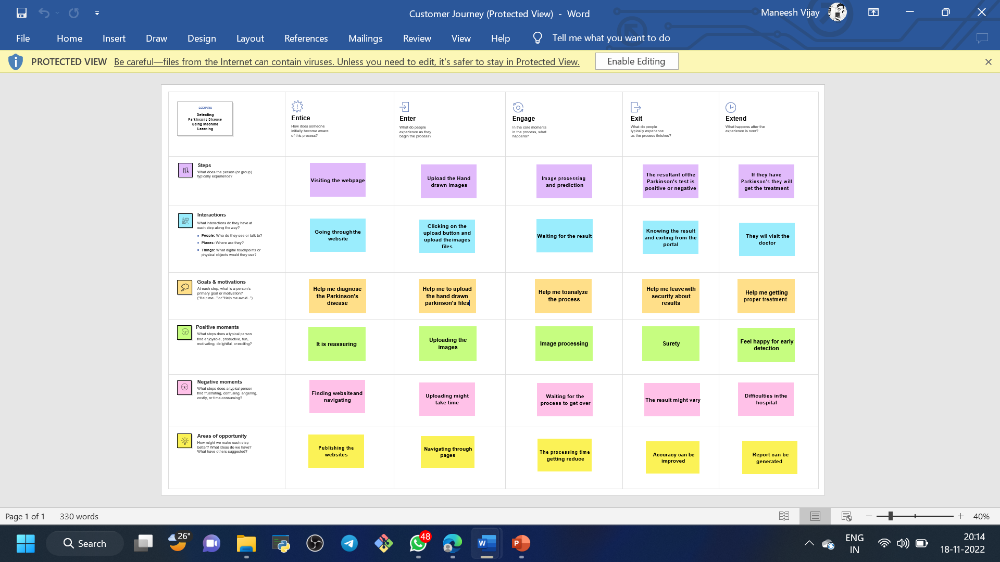 Customer Journey (Protected View) - Word
Maneesh Vijay
File Home Insert Draw Design Layout References Mailings Review View Help Tell me what you want to do
PROTECTED VIEW Be careful—files from the Internet can contain viruses. Unless you need to edit, it's safer to stay in Protected View. Enable Editing
SCENARIO
Detecting
Parkinsons Disease
using Machine
Learning
Entice
How does someone
initially become aware
of this process?
Enter
What do people
experience as they
begin the process?
Engage
In the core moments
in the process, what
happens?
Exit
What do people
typically experience
as the process finishes?
Extend
What happens after the
experience is over?
Steps
What does the person (or group)
typically experience?
Visiting the webpage
Upload the Hand
drawn images
Image processing
and prediction
The resultant ofthe
Parkinson's test is
positive or negative
If they have
Parkinson's they will
get the treatment
Interactions
What interactions do they have at
each step along the way?
People: Who do they see or talk to?
Places: Where are they?
Things: What digital touchpoints or
physical objects would they use?
Going throughthe
website
Clicking on the
upload button and
upload theimages
files
Waiting for the result
Knowing the result
and exiting from the
portal
They wil visit the
doctor
Goals & motivations
At each step, what is a person's
primary goal or motivation?
("Help me..." or "Help me avoid...")
Help me diagnose
the Parkinson's
disease
Help me to upload
the hand drawn
parkinson's files
Help me toanalyze
the process
Help me leavewith
security about
results
Help me getting
proper treatment
Positive moments
What steps does a typical person
find enjoyable, productive, fun,
motivating, delightful, or exciting?
It is reassuring
Uploading the
images
Image processing
Surety
Feel happy for early
detection
Negative moments
What steps does a typical person
find frustrating, confusing, angering,
costly, or time-consuming?
Finding websiteand
navigating
Uploading might
take time
Waiting for the
process to get over
The result might vary
Difficulties inthe
hospital
Areas of opportunity
How might we make each step
better? What ideas do we have?
What have others suggested?
Publishing the
websites
Navigating through
pages
The processing time
getting reduce
Accuracy can be
improved
Report can be
generated
Page 1 of 1 330 words
40%
Search
26°
48
ENG
IN
20:14
18-11-2022